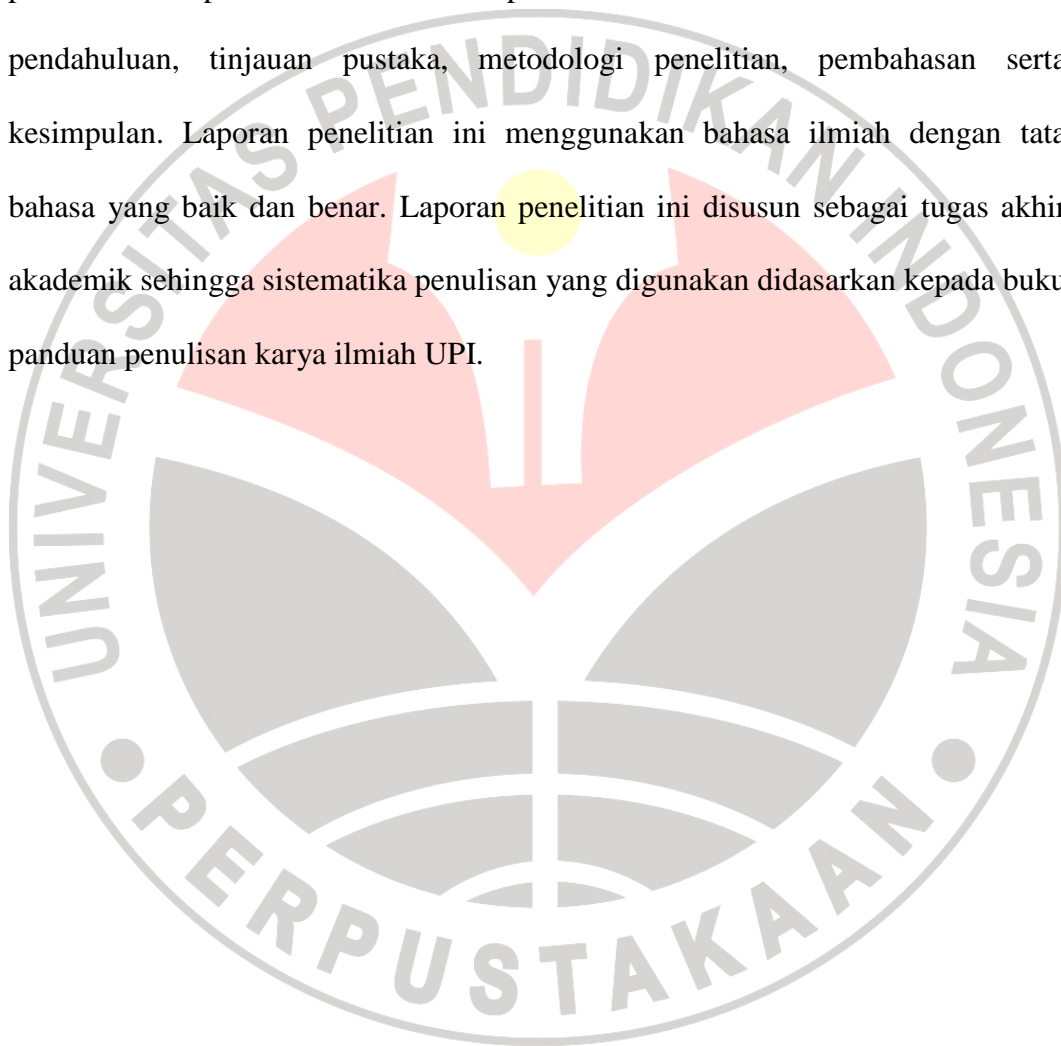 pendahuluan, tinjauan pustaka, metodologi penelitian, pembahasan serta
kesimpulan. Laporan penelitian ini menggunakan bahasa ilmiah dengan tata
bahasa yang baik dan benar. Laporan penelitian ini disusun sebagai tugas akhir
akademik sehingga sistematika penulisan yang digunakan didasarkan kepada buku
panduan penulisan karya ilmiah UPI.
UNIVERSITAS PENDIDIKAN INDONESIA
PERPUSTAKAAN